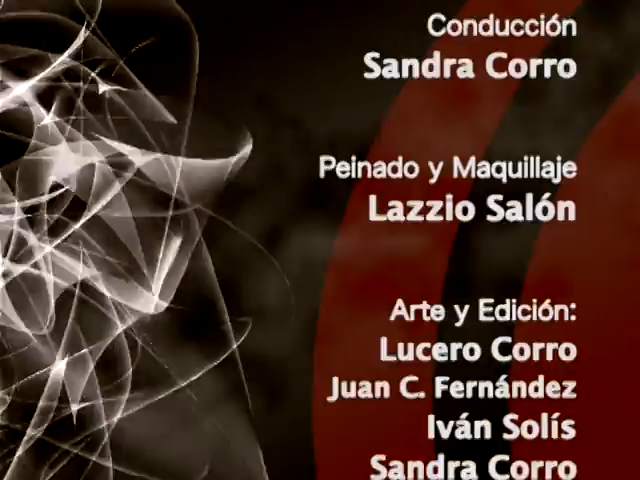 Conducción
Sandra Corro
Peinado y Maquillaje
Lazzio Salón
Arte y Edición:
Lucero Corro
Juan C. Fernández
Iván Solís
Sandra Corro